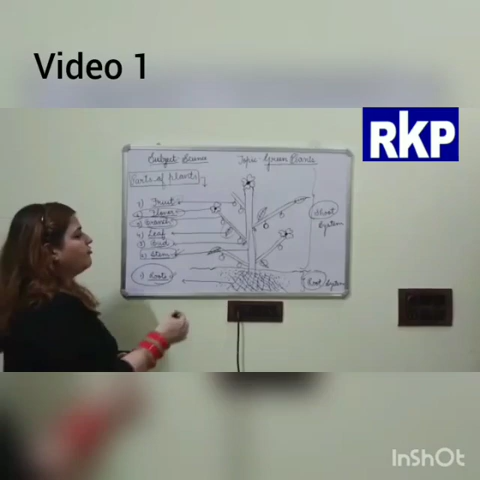 Video 1
RKP
Subject Science Topic Green Plants
Parts of plants
1) Fruit
2) Flower
3) Branch
4) Leaf
5) Bud
6) Stem
7) Roots
Shoot
System
Root System
InShOt